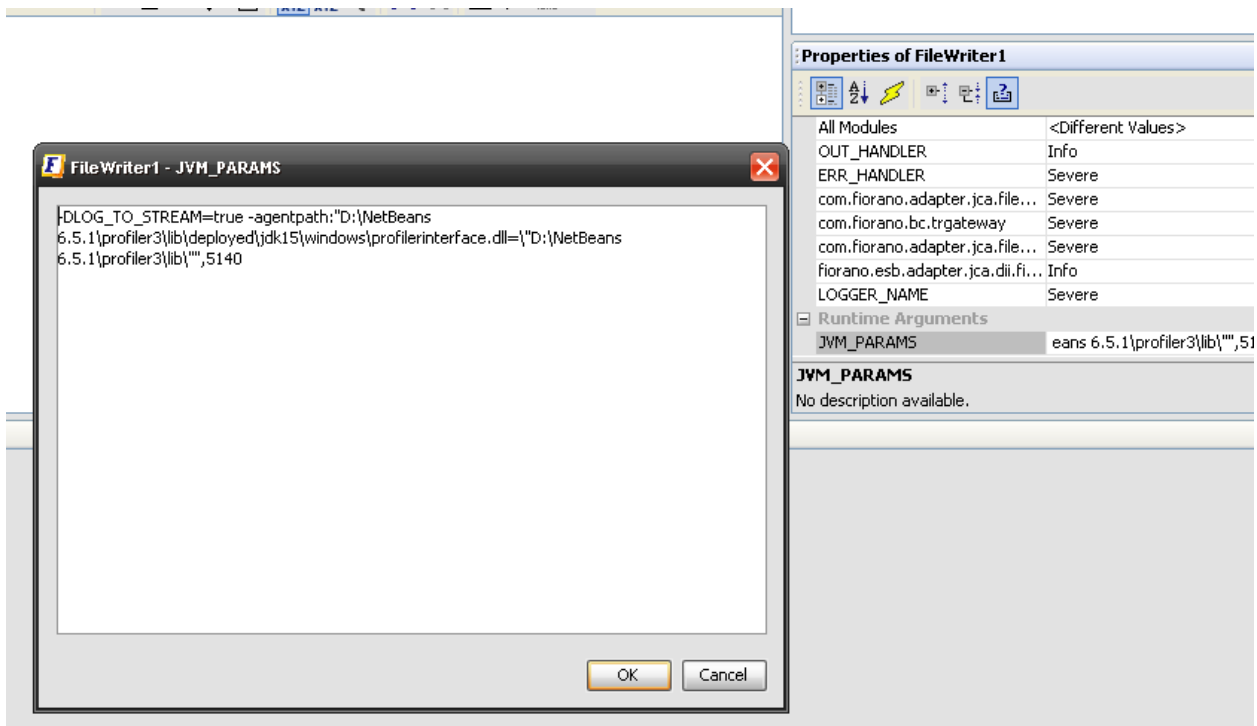 Properties of FileWriter1
All Modules <Different Values>
OUT_HANDLER Info
ERR_HANDLER Severe
com.fiorano.adapter.jca.file... Severe
com.fiorano.bc.trgateway Severe
com.fiorano.adapter.jca.file... Severe
fiorano.esb.adapter.jca.dii.fi... Info
LOGGER_NAME Severe
Runtime Arguments
JVM_PARAMS eans 6.5.1\profiler3\lib\"",51
JVM_PARAMS
No description available.
FileWriter1 - JVM_PARAMS
-DLOG_TO_STREAM=true -agentpath:"D:\NetBeans
6.5.1\profiler3\lib\deployed\jdk15\windows\profilerinterface.dll=\"D:\NetBeans
6.5.1\profiler3\lib\"",5140
OK Cancel